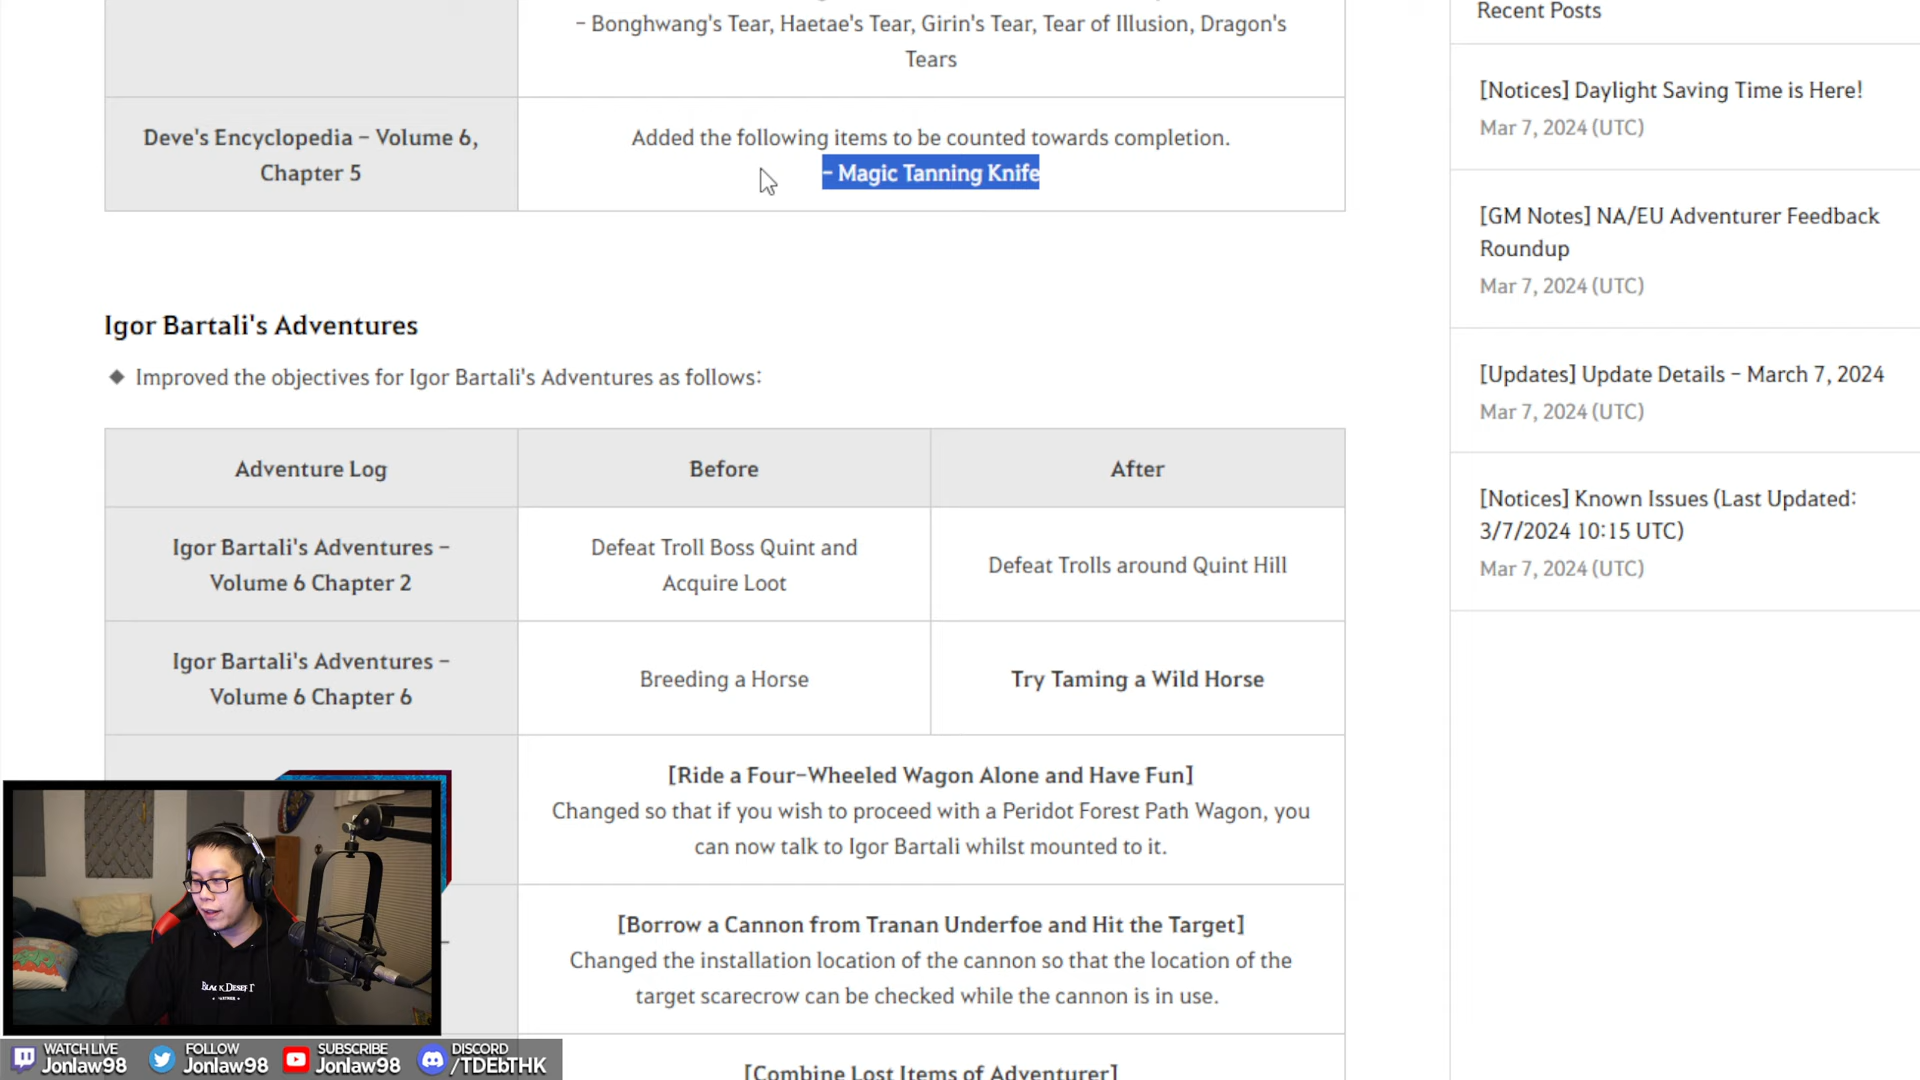 - Bonghwang's Tear, Haetae's Tear, Girin's Tear, Tear of Illusion, Dragon's
Tears
Deve's Encyclopedia - Volume 6,
Chapter 5
Added the following items to be counted towards completion.
- Magic Tanning Knife
Igor Bartali's Adventures
◆ Improved the objectives for Igor Bartali's Adventures as follows:
Adventure Log
Before
After
Igor Bartali's Adventures -
Volume 6 Chapter 2
Defeat Troll Boss Quint and
Acquire Loot
Defeat Trolls around Quint Hill
Igor Bartali's Adventures -
Volume 6 Chapter 6
Breeding a Horse
Try Taming a Wild Horse
[Ride a Four-Wheeled Wagon Alone and Have Fun]
Changed so that if you wish to proceed with a Peridot Forest Path Wagon, you
can now talk to Igor Bartali whilst mounted to it.
[Borrow a Cannon from Tranan Underfoe and Hit the Target]
Changed the installation location of the cannon so that the location of the
target scarecrow can be checked while the cannon is in use.
[Combine Lost Items of Adventurer]
Recent Posts
[Notices] Daylight Saving Time is Here!
Mar 7, 2024 (UTC)
[GM Notes] NA/EU Adventurer Feedback
Roundup
Mar 7, 2024 (UTC)
[Updates] Update Details - March 7, 2024
Mar 7, 2024 (UTC)
[Notices] Known Issues (Last Updated:
3/7/2024 10:15 UTC)
Mar 7, 2024 (UTC)
BLACK DESERT
WATCH LIVE
Jonlaw98
FOLLOW
Jonlaw98
SUBSCRIBE
Jonlaw98
DISCORD
/TDEbTHK